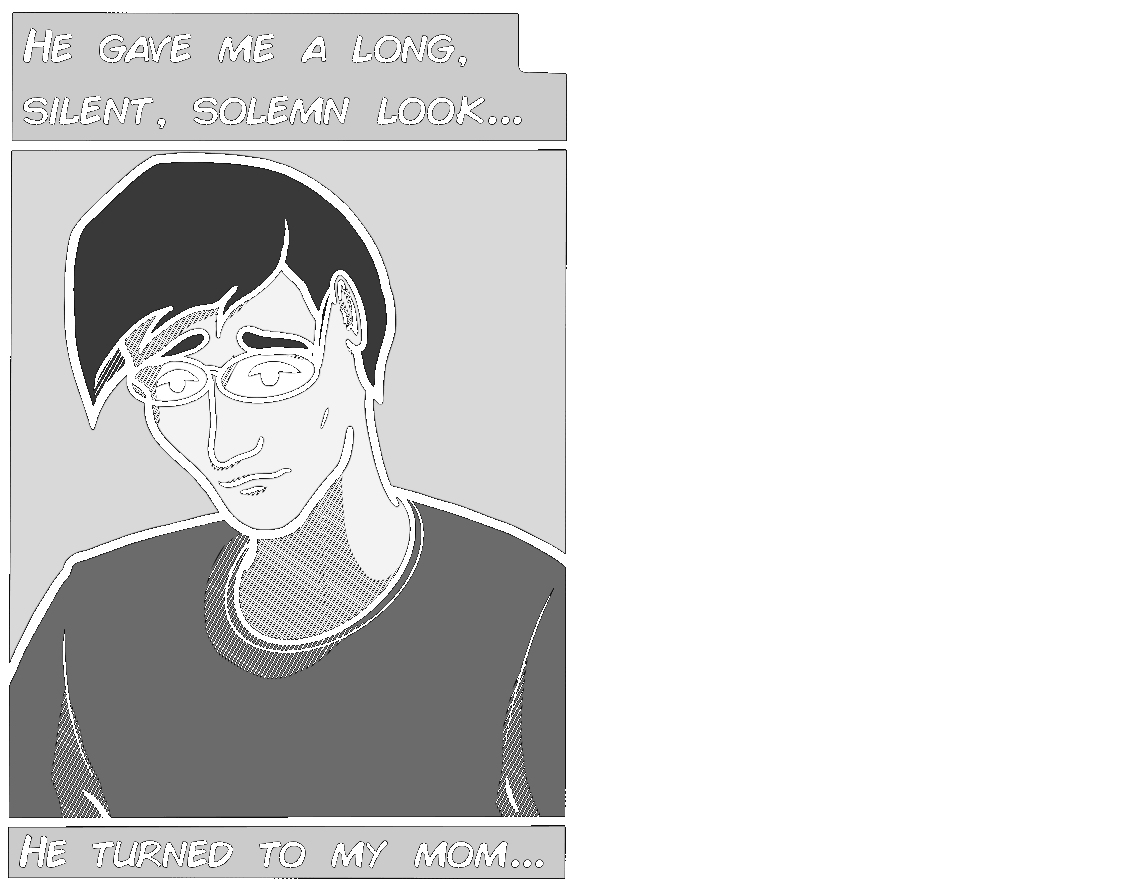 HE GAVE ME A LONG,
SILENT, SOLEMN LOOK...
HE TURNED TO MY MOM...